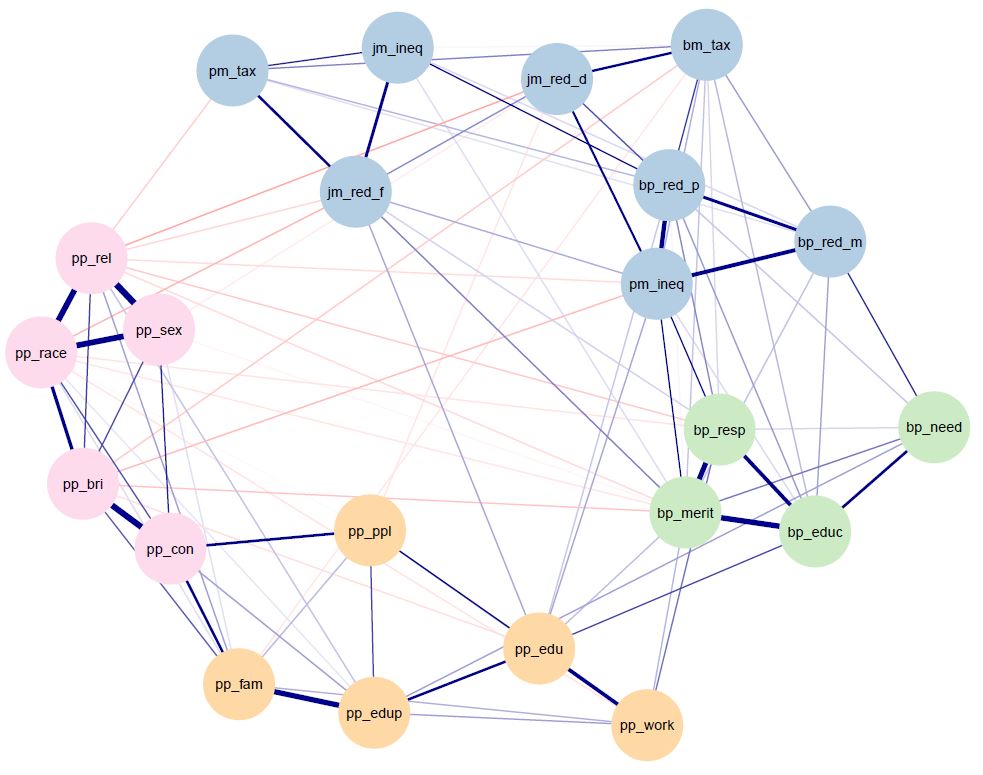 jm_ineq
bm_tax
pm_tax
jm_red_d
bp_red_p
jm_red_f
bp_red_m
pp_rel
pm_ineq
pp_sex
pp_race
bp_need
bp_resp
pp_bri
bp_merit
pp_ppl
bp_educ
pp_con
pp_edu
pp_fam
pp_edup
pp_work